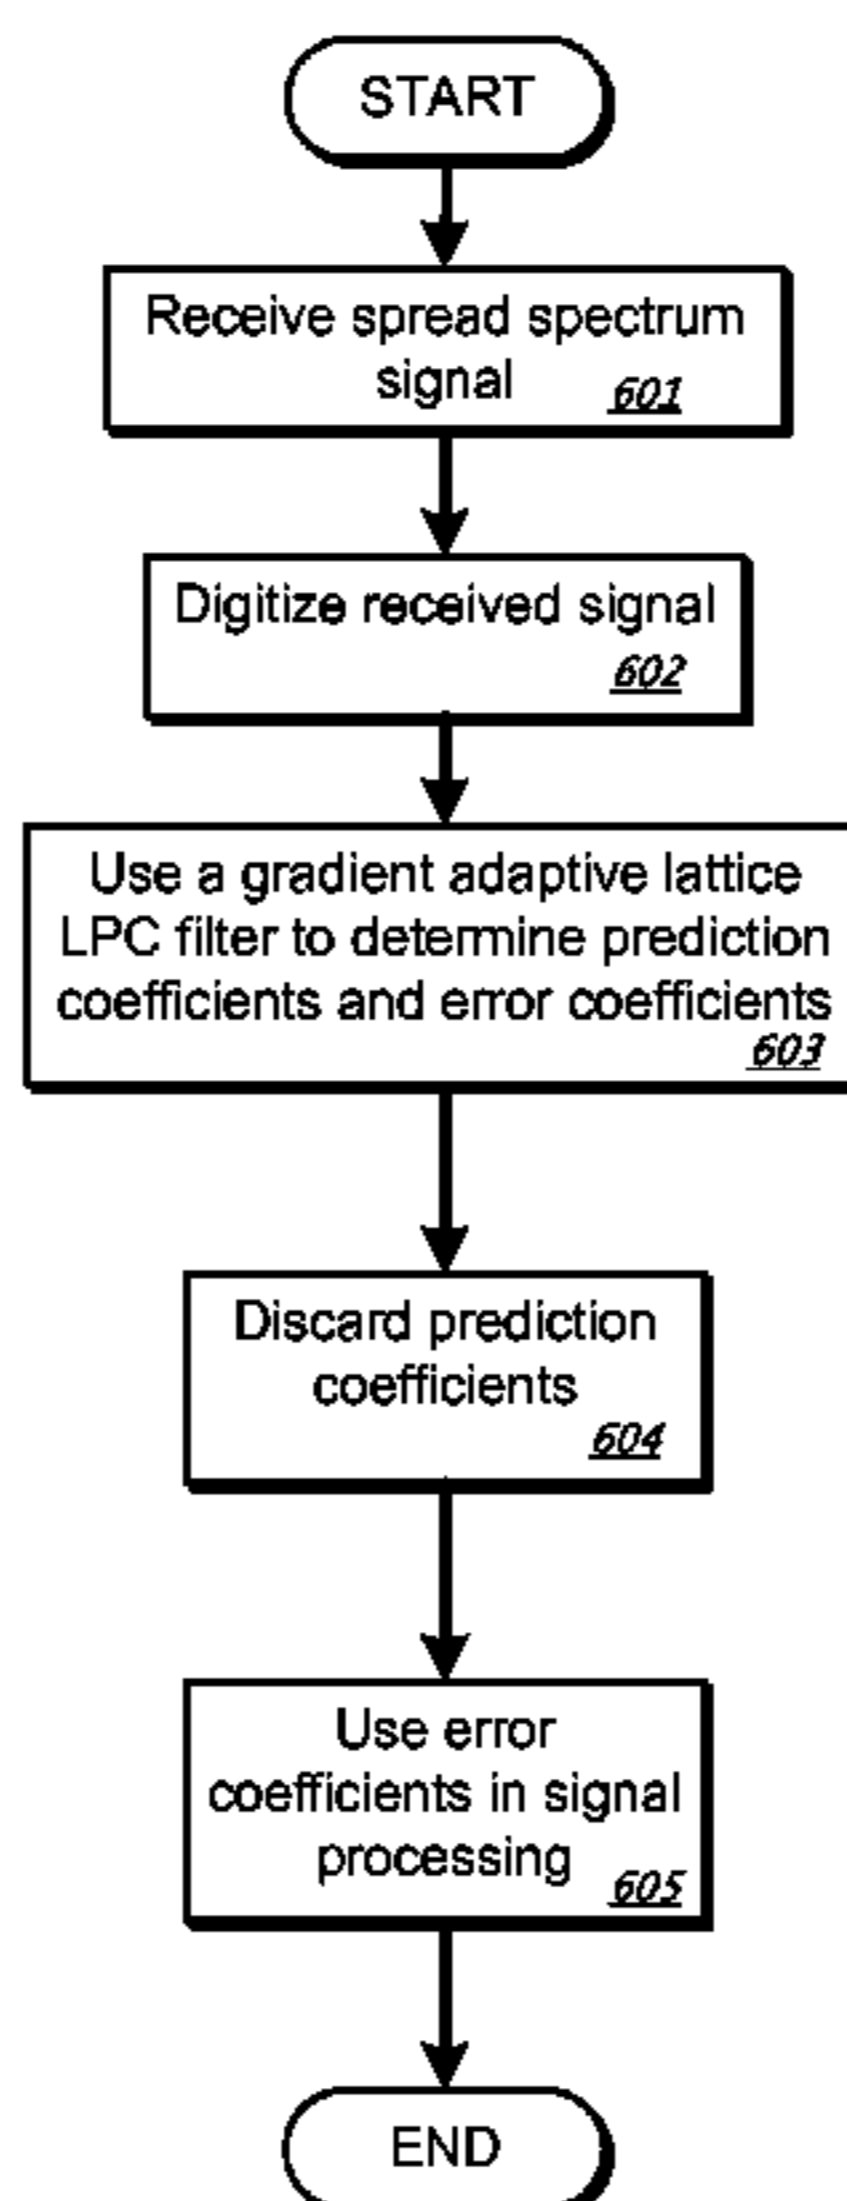 START
Receive spread spectrum
signal 601
Digitize received signal
602
Use a gradient adaptive lattice
LPC filter to determine prediction
coefficients and error coefficients
603
Discard prediction
coefficients
604
Use error
coefficients in signal
processing
605
END